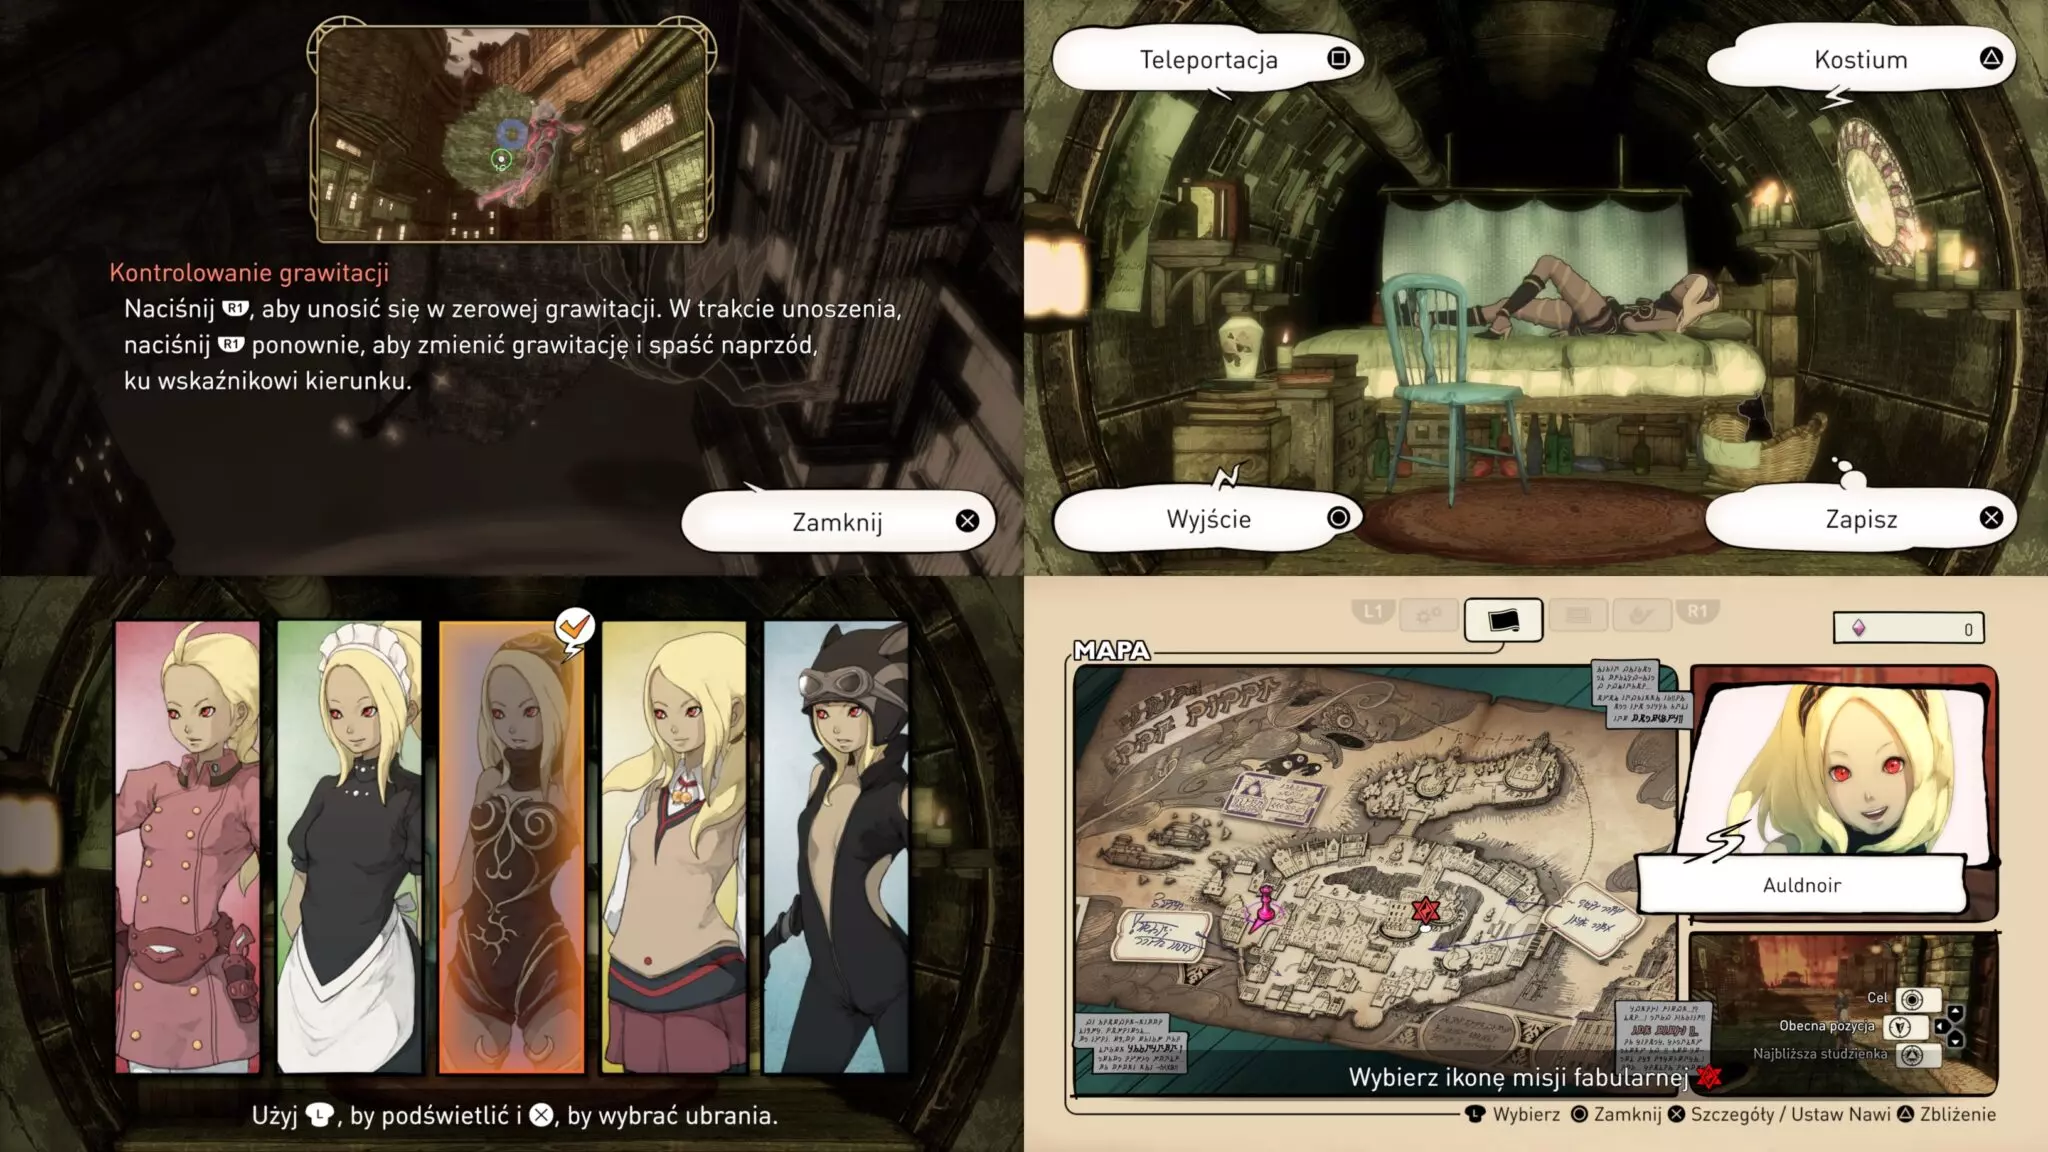 Kontrolowanie grawitacji
Naciśnij R1, aby unosić się w zerowej grawitacji. W trakcie unoszenia,
naciśnij R1 ponownie, aby zmienić grawitację i spaść naprzód,
ku wskaźnikowi kierunku.
Zamknij
Teleportacja
Kostium
Wyjście
Zapisz
Użyj L, by podświetlić i, by wybrać ubrania.
L1
R1
MAPA
0
Auldnoir
Cel
Obecna pozycja
Najbliższa studzienka
Wybierz ikonę misji fabularnej
L Wybierz Zamknij Szczegóły / Ustaw Nawi Zbliżenie